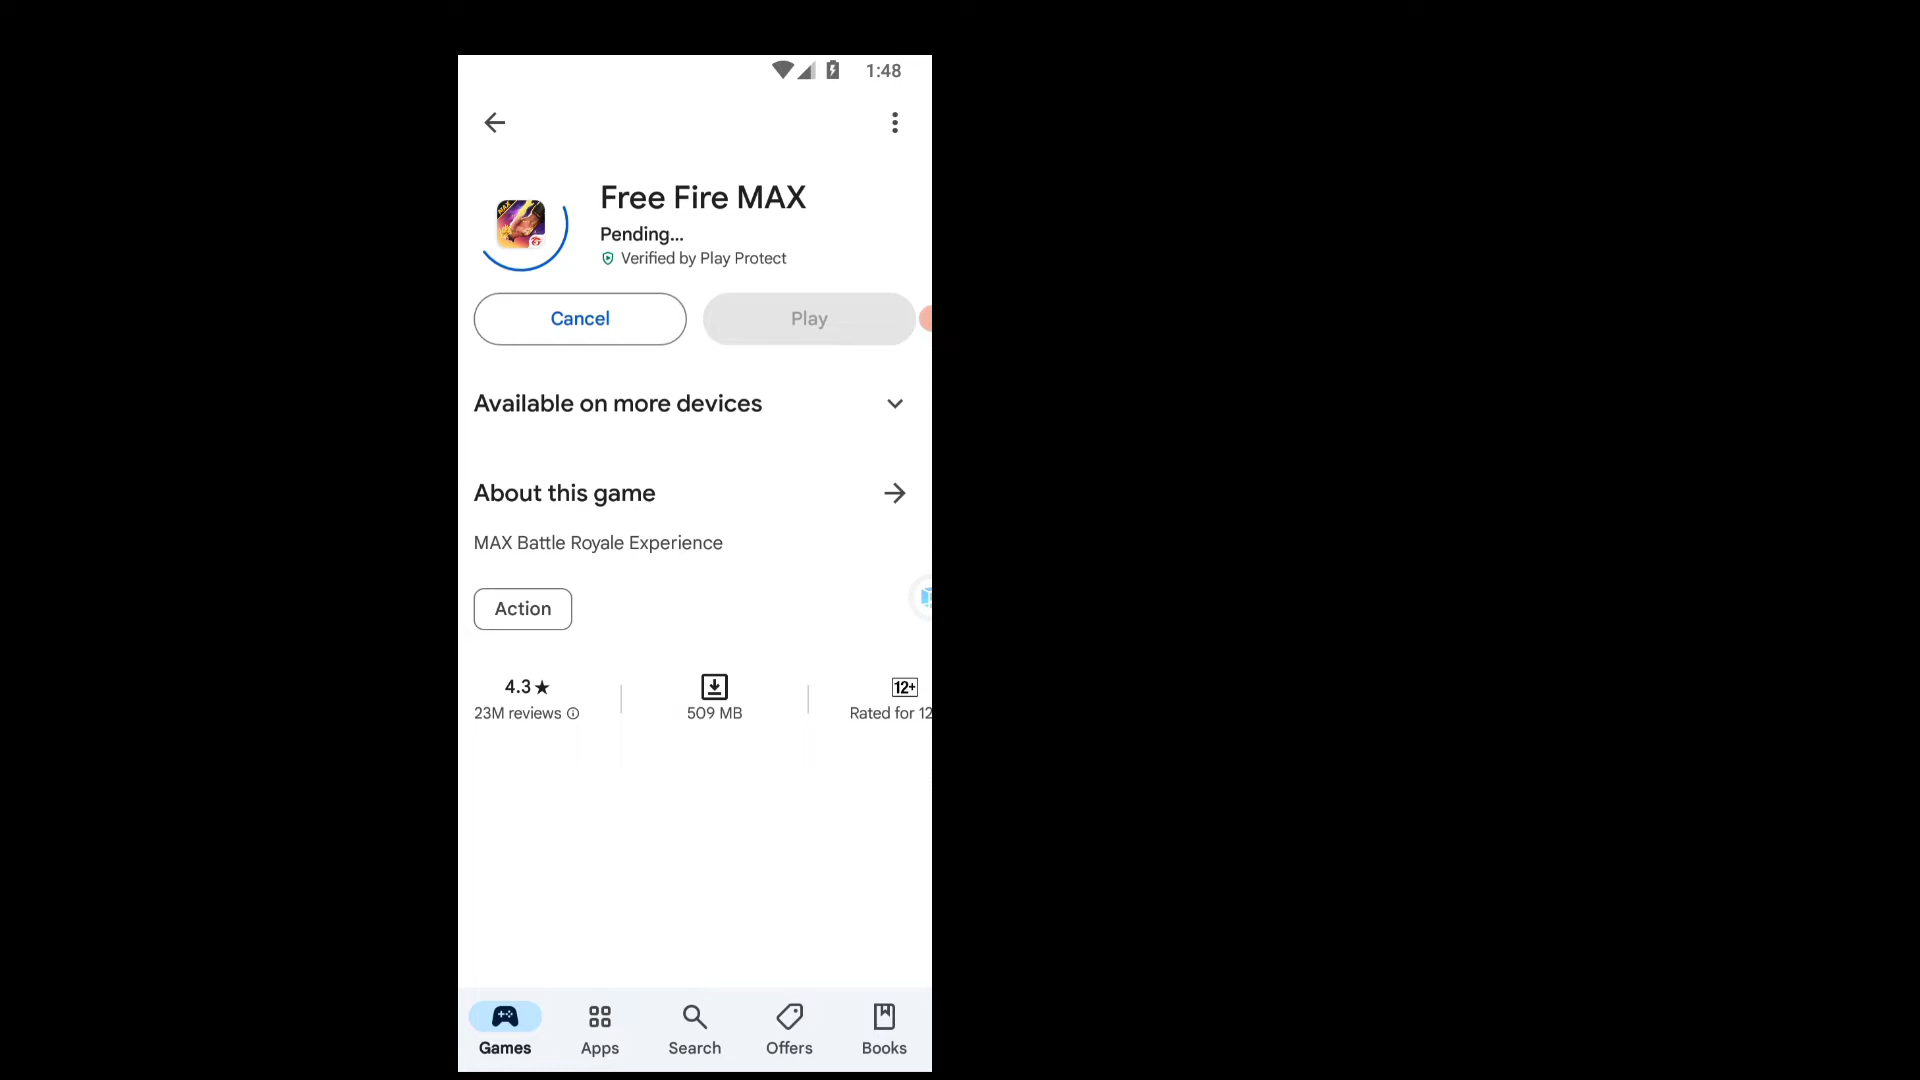 1:48
Free Fire MAX
Pending...
Verified by Play Protect
Cancel
Play
Available on more devices
About this game
MAX Battle Royale Experience
Action
4.3★
12+
23M reviews
509 MB
Rated for 12
Games
Apps
Search
Offers
Books